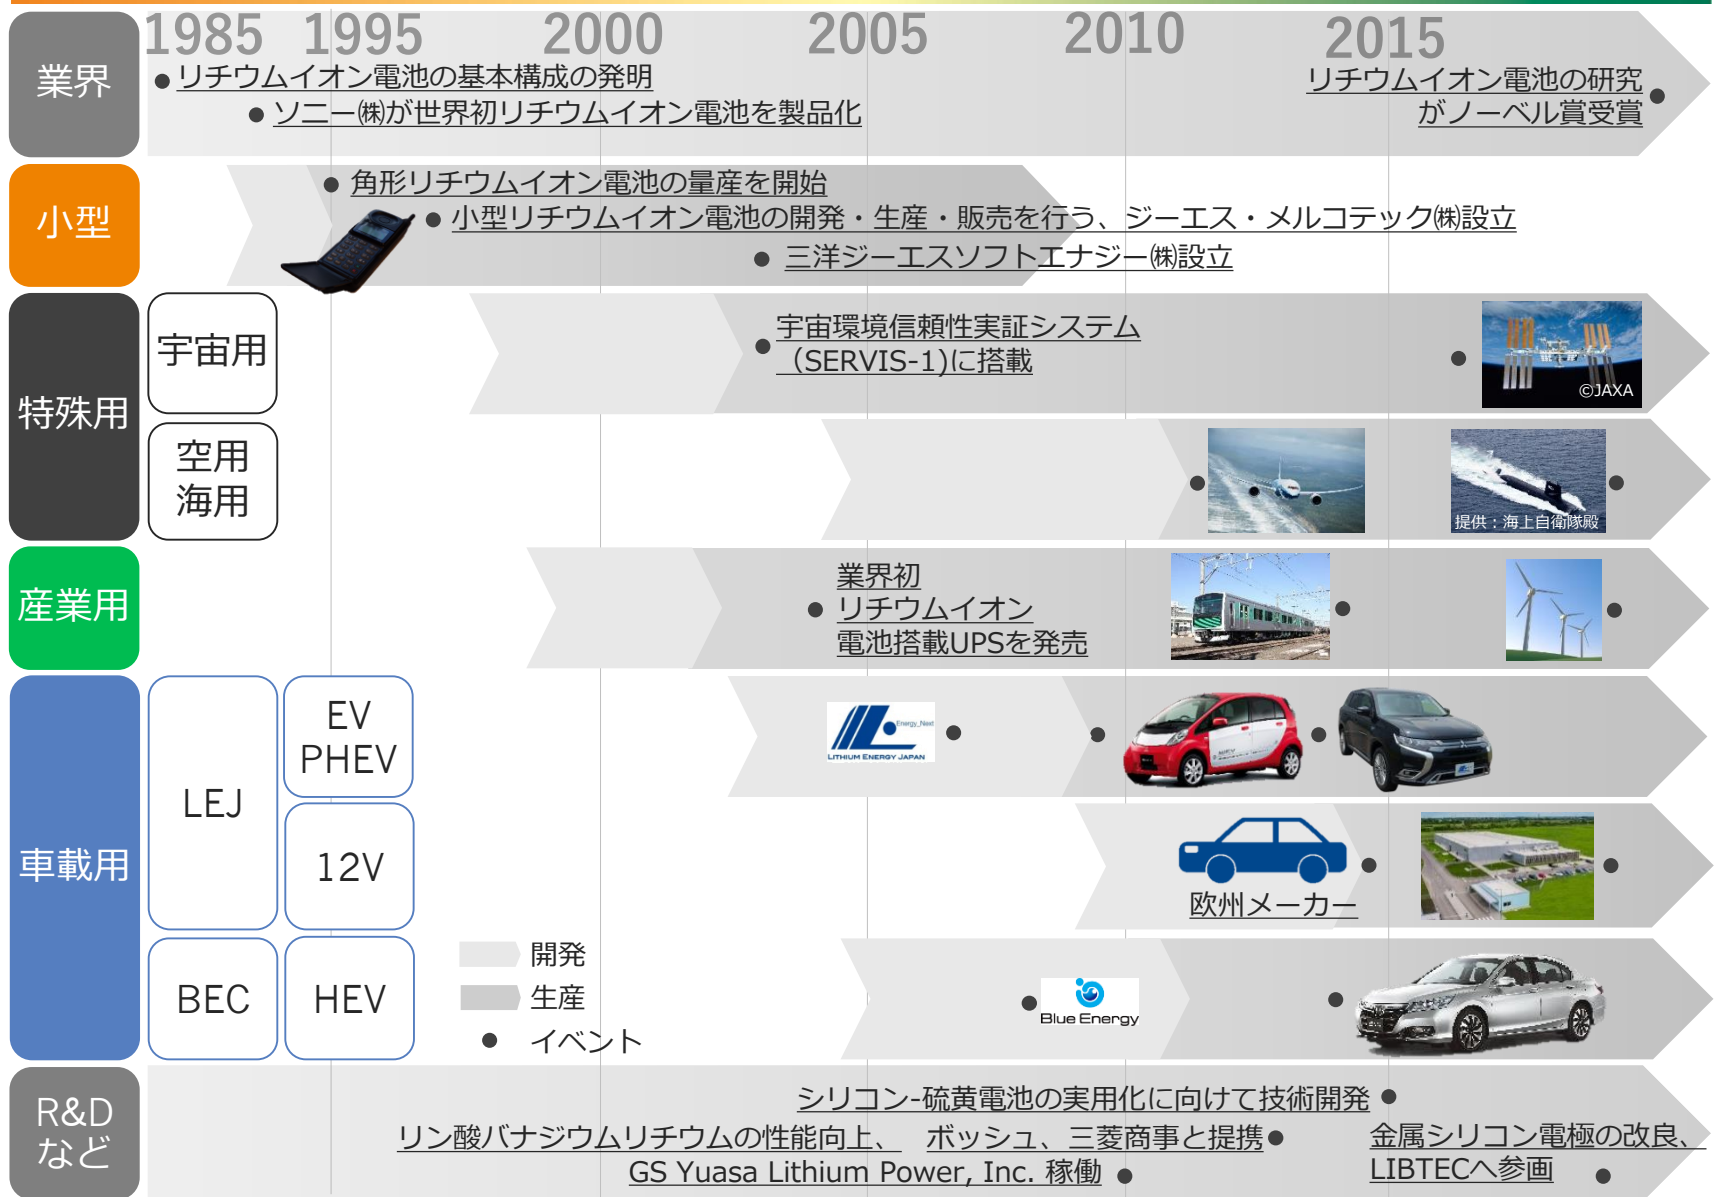 1985 1995 2000 2005 2010 2015
業界
リチウムイオン電池の基本構成の発明
ソニー㈱が世界初リチウムイオン電池を製品化
リチウムイオン電池の研究
がノーベル賞受賞
小型
角形リチウムイオン電池の量産を開始
小型リチウムイオン電池の開発・生産・販売を行う、ジーエス・メルコテック㈱設立
三洋ジーエスソフトエナジー㈱設立
特殊用
宇宙用
宇宙環境信頼性実証システム
（SERVIS-1)に搭載
©JAXA
空用
海用
提供：海上自衛隊殿
産業用
業界初
リチウムイオン
電池搭載UPSを発売
車載用
LEJ
EV
PHEV
Energy_Next
LITHIUM ENERGY JAPAN
12V
欧州メーカー
BEC
HEV
Blue Energy
開発
生産
イベント
R&D
など
シリコン-硫黄電池の実用化に向けて技術開発
リン酸バナジウムリチウムの性能向上、
ボッシュ、三菱商事と提携
GS Yuasa Lithium Power, Inc. 稼働
金属シリコン電極の改良、
LIBTECへ参画